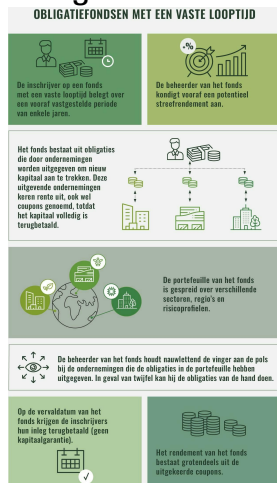 OBLIGATIEFONDSEN MET EEN VASTE LOOPTIJD
De inschrijver op een fonds
met een vaste looptijd belegt over
een vooraf vastgestelde periode
van enkele jaren.
.%
De beheerder van het fonds
kondigt vooraf een potentieel
streefrendement aan.
Het fonds bestaat uit obligaties
die door ondernemingen
worden uitgegeven om nieuw
kapitaal aan te trekken. Deze
uitgevende ondernemingen
keren rente uit, ook wel
coupons genoemd, totdat
het kapitaal volledig is
terugbetaald.
De portefeuille van het fonds
is gespreid over verschillende
sectoren, regio's en
risicoprofielen.
De beheerder van het fonds houdt nauwlettend de vinger aan de pols
bij de ondernemingen die de obligaties in de portefeuille hebben
uitgegeven. In geval van twijfel kan hij de obligaties van de hand doen.
Op de vervaldatum van het
fonds krijgen de inschrijvers
hun inleg terugbetaald (geen
kapitaalgarantie).
Het rendement van het fonds
bestaat grotendeels uit de
uitgekeerde coupons.